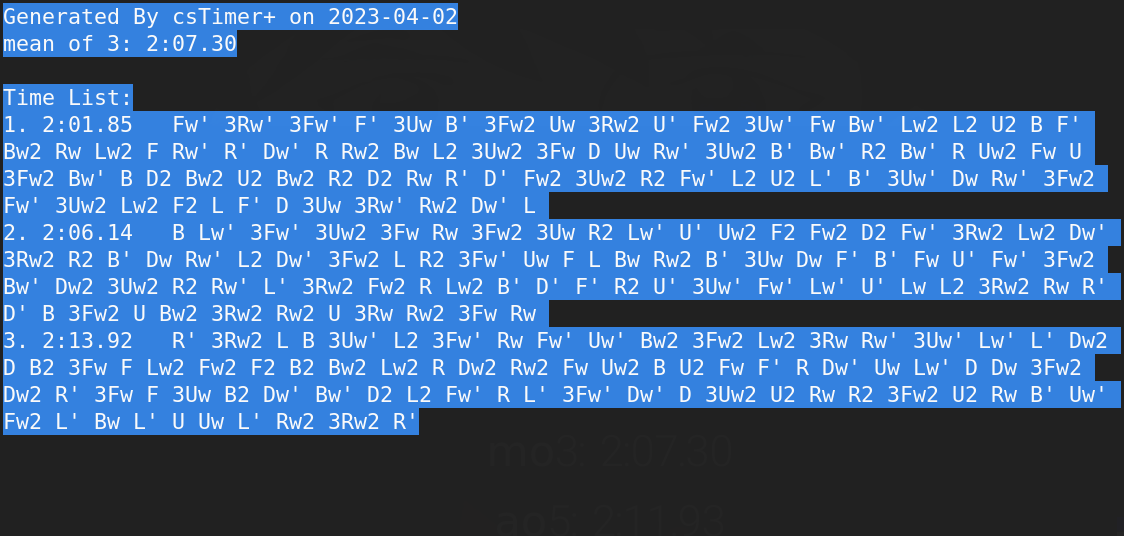 Generated By csTimer+ on 2023-04-02
mean of 3: 2:07.30
Time List:
1. 2:01.85   Fw' 3Rw' 3Fw' F' 3Uw B' 3Fw2 Uw 3Rw2 U' Fw2 3Uw' Fw Bw' Lw2 L2 U2 B F'
Bw2 Rw Lw2 F Rw' R' Dw' R Rw2 Bw L2 3Uw2 3Fw D Uw Rw' 3Uw2 B' Bw' R2 Bw' R Uw2 Fw U
3Fw2 Bw' B D2 Bw2 U2 Bw2 R2 D2 Rw R' D' Fw2 3Uw2 R2 Fw' L2 U2 L' B' 3Uw' Dw Rw' 3Fw2
Fw' 3Uw2 Lw2 F2 L F' D 3Uw 3Rw' Rw2 Dw' L
2. 2:06.14   B Lw' 3Fw' 3Uw2 3Fw Rw 3Fw2 3Uw R2 Lw' U' Uw2 F2 Fw2 D2 Fw' 3Rw2 Lw2 Dw'
3Rw2 R2 B' Dw Rw' L2 Dw' 3Fw2 L R2 3Fw' Uw F L Bw Rw2 B' 3Uw Dw F' B' Fw U' Fw' 3Fw2
Bw' Dw2 3Uw2 R2 Rw' L' 3Rw2 Fw2 R Lw2 B' D' F' R2 U' 3Uw' Fw' Lw' U' Lw L2 3Rw2 Rw R'
D' B 3Fw2 U Bw2 3Rw2 Rw2 U 3Rw Rw2 3Fw Rw
3. 2:13.92   R' 3Rw2 L B 3Uw' L2 3Fw' Rw Fw' Uw' Bw2 3Fw2 Lw2 3Rw Rw' 3Uw' Lw' L' Dw2
D B2 3Fw F Lw2 Fw2 F2 B2 Bw2 Lw2 R Dw2 Rw2 Fw Uw2 B U2 Fw F' R Dw' Uw Lw' D Dw 3Fw2
Dw2 R' 3Fw F 3Uw B2 Dw' Bw' D2 L2 Fw' R L' 3Fw' Dw' D 3Uw2 U2 Rw R2 3Fw2 U2 Rw B' Uw'
Fw2 L' Bw L' U Uw L' Rw2 3Rw2 R'
mo3: 2:07.30
ao5: 2:11.93